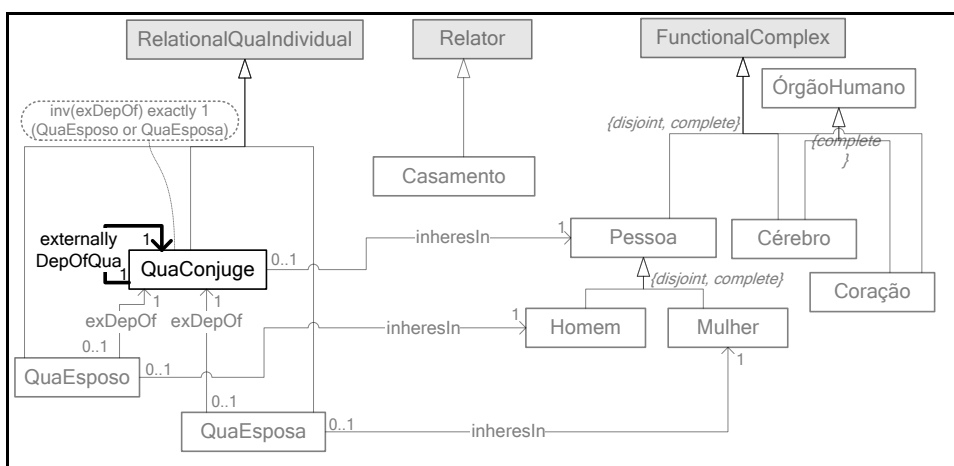 RelationalQuaIndividual
Relator
FunctionalComplex
ÓrgãoHumano
inv(exDepOf) exactly 1
(QuaEsposo or QuaEsposa)
{disjoint, complete}
{complete
}
Casamento
externally
DepOfQua
1
1
QuaConjuge
0..1
inheresIn
1
Pessoa
Cérebro
Coração
{disjoint, complete}
1
1
exDepOf
exDepOf
inheresIn
1
Homem
Mulher
0..1
0..1
1
QuaEsposo
0..1
QuaEsposa
0..1
inheresIn